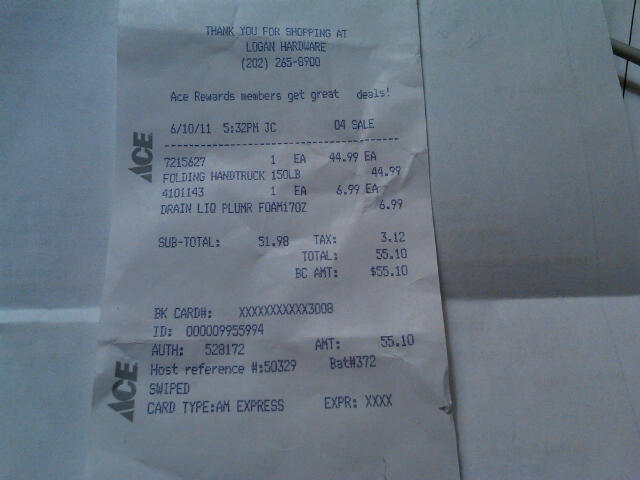 THANK YOU FOR SHOPPING AT
LOGAN HARDWARE
(202) 265-8900
Ace Rewards members get great deals!
6/10/11 5:32PM JC 04 SALE
----------------------------------------
7215627 1 EA 44.99 EA
FOLDING HANDTRUCK 150LB 44.99
4101143 1 EA 6.99 EA
DRAIN LIQ PLUMR FOAM17OZ 6.99
SUB-TOTAL: 51.98 TAX: 3.12
TOTAL: 55.10
BC AMT: $55.10
BK CARD#: XXXXXXXXXXX3008
ID: 000009955994
AUTH: 528172 AMT: 55.10
Host reference #:50329 Bat#372
SWIPED
CARD TYPE:AM EXPRESS EXPR: XXXX
ACE
ACE